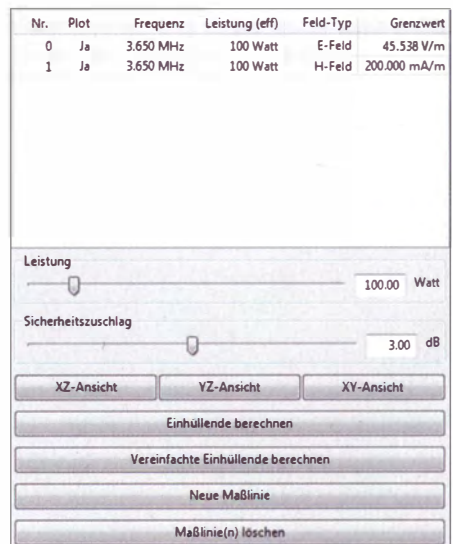 Nr. Plot Frequenz Leistung (eff) Feld-Typ Grenzwert
0 Ja 3.650 MHz 100 Watt E-Feld 45.538 V/m
1 Ja 3.650 MHz 100 Watt H-Feld 200.000 mA/m
Leistung
100.00 Watt
Sicherheitszuschlag
3.00 dB
XZ-Ansicht YZ-Ansicht XY-Ansicht
Einhüllende berechnen
Vereinfachte Einhüllende berechnen
Neue Maßlinie
Maßlinie(n) löschen